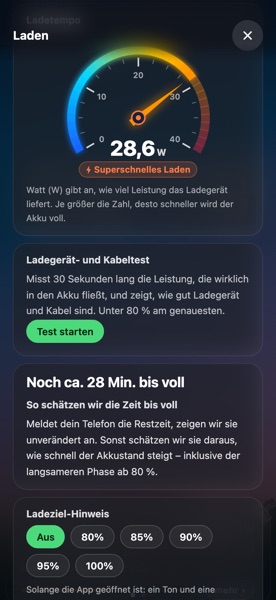 Ladetempo
Laden
0
10
20
30
40
28,6 W
Superschnelles Laden
Watt (W) gibt an, wie viel Leistung das Ladegerät
liefert. Je größer die Zahl, desto schneller wird der
Akku voll.
Ladegerät- und Kabeltest
Misst 30 Sekunden lang die Leistung, die wirklich
in den Akku fließt, und zeigt, wie gut Ladegerät
und Kabel sind. Unter 80 % am genauesten.
Test starten
Noch ca. 28 Min. bis voll
So schätzen wir die Zeit bis voll
Meldet dein Telefon die Restzeit, zeigen wir sie
unverändert an. Sonst schätzen wir sie daraus,
wie schnell der Akkustand steigt – inklusive der
langsameren Phase ab 80 %.
Ladeziel-Hinweis
Aus 80% 85% 90%
95% 100%
Solange die App geöffnet ist: ein Ton und eine